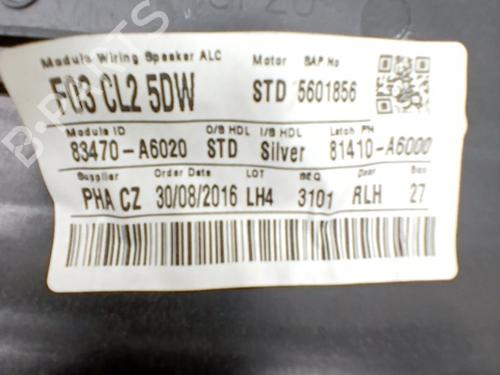 Module Wiring Speaker ALC Motor SAP No
F03 CL2 5DW STD 5601856
Module ID O/S HDL I/S HDL Latch PN
83470-A6020 STD Silver 81410-A6000
Supplier Order Date LOT SEQ Door Box
PHA CZ 30/08/2016 LH4 3101 RLH 27
B-PARTS